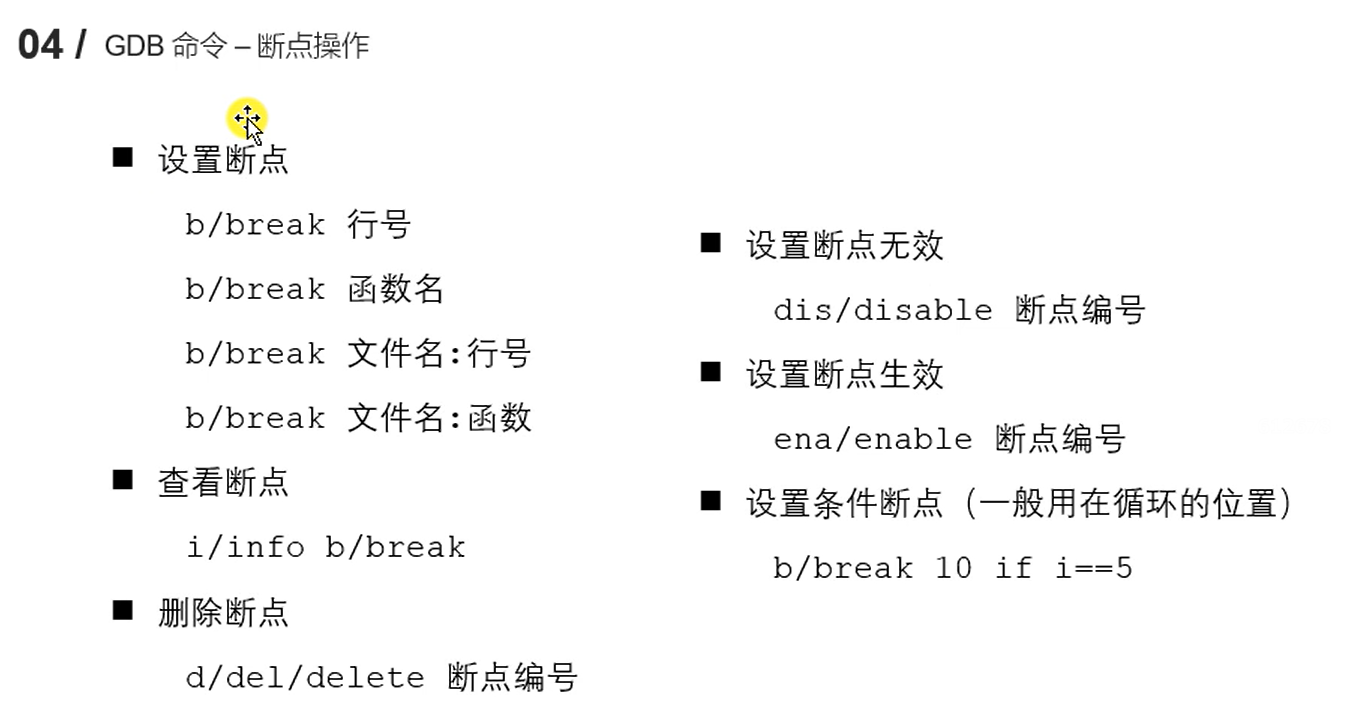 04 / GDB 命令 – 断点操作
■ 设置断点
b/break 行号
b/break 函数名
b/break 文件名:行号
b/break 文件名:函数
■ 查看断点
i/info b/break
■ 删除断点
d/del/delete 断点编号
■ 设置断点无效
dis/disable 断点编号
■ 设置断点生效
ena/enable 断点编号
■ 设置条件断点（一般用在循环的位置）
b/break 10 if i==5